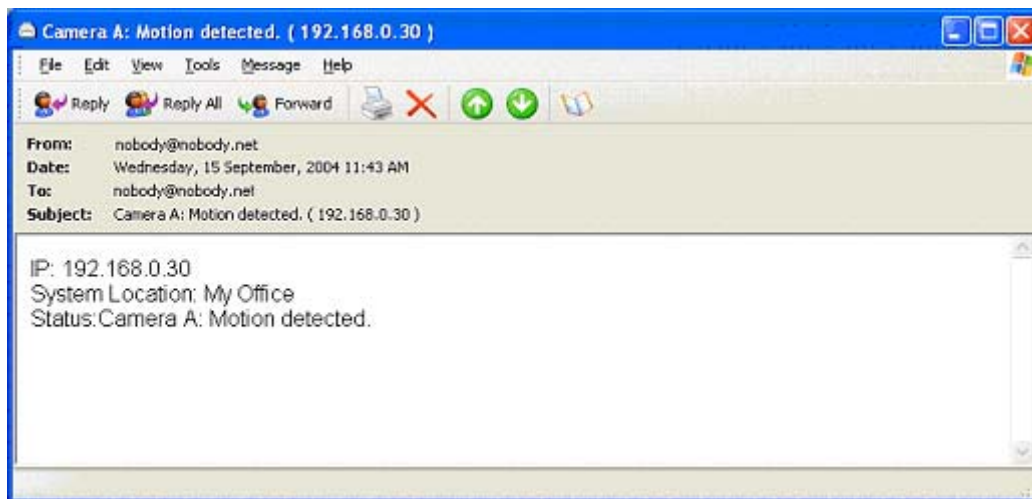 Camera A: Motion detected. ( 192.168.0.30 )
File Edit View Tools Message Help
Reply Reply All Forward
From: nobody@nobody.net
Date: Wednesday, 15 September, 2004 11:43 AM
To: nobody@nobody.net
Subject: Camera A: Motion detected. ( 192.168.0.30 )
IP: 192.168.0.30
System Location: My Office
Status:Camera A: Motion detected.